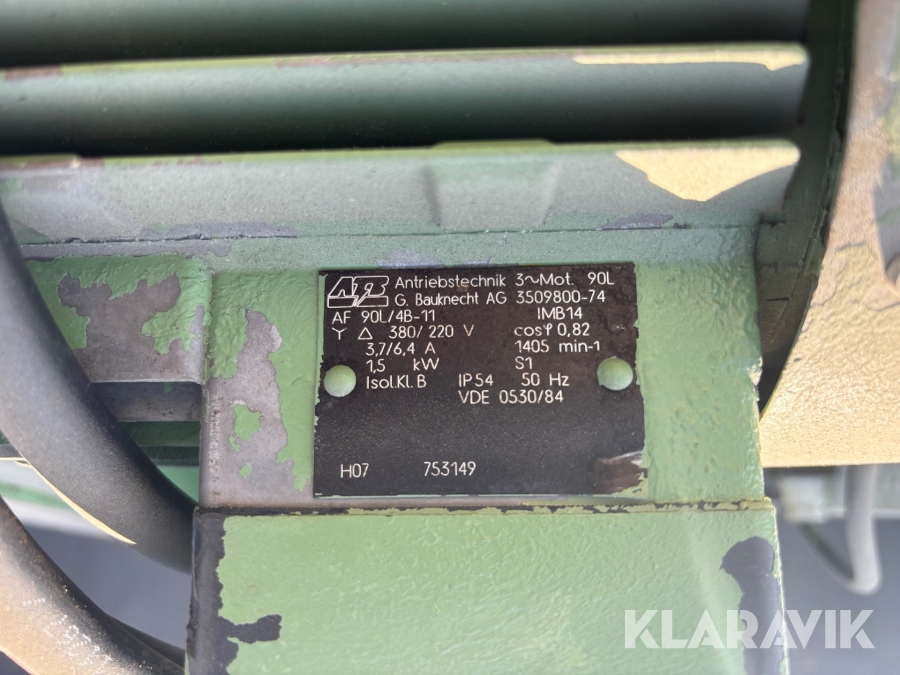 ATB Antriebstechnik 3~Mot. 90L
G. Bauknecht AG 3509800-74
AF 90L/4B-11 IMB14
Y △ 380/220 V cosφ 0,82
3,7/6,4 A 1405 min-1
1,5 kW S1
Isol.Kl. B IP54 50 Hz
VDE 0530/84
H07 753149
KLARAVIK